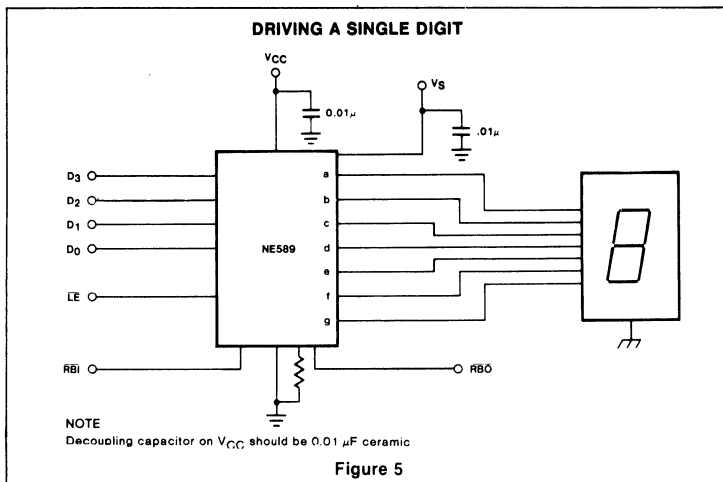 DRIVING A SINGLE DIGIT
VCC
VS
0.01μ
.01μ
D3
D2
D1
D0
LE
RBI
NE589
a
b
c
d
e
f
g
RBO
NOTE
Decoupling capacitor on VCC should be 0.01 μF ceramic
Figure 5